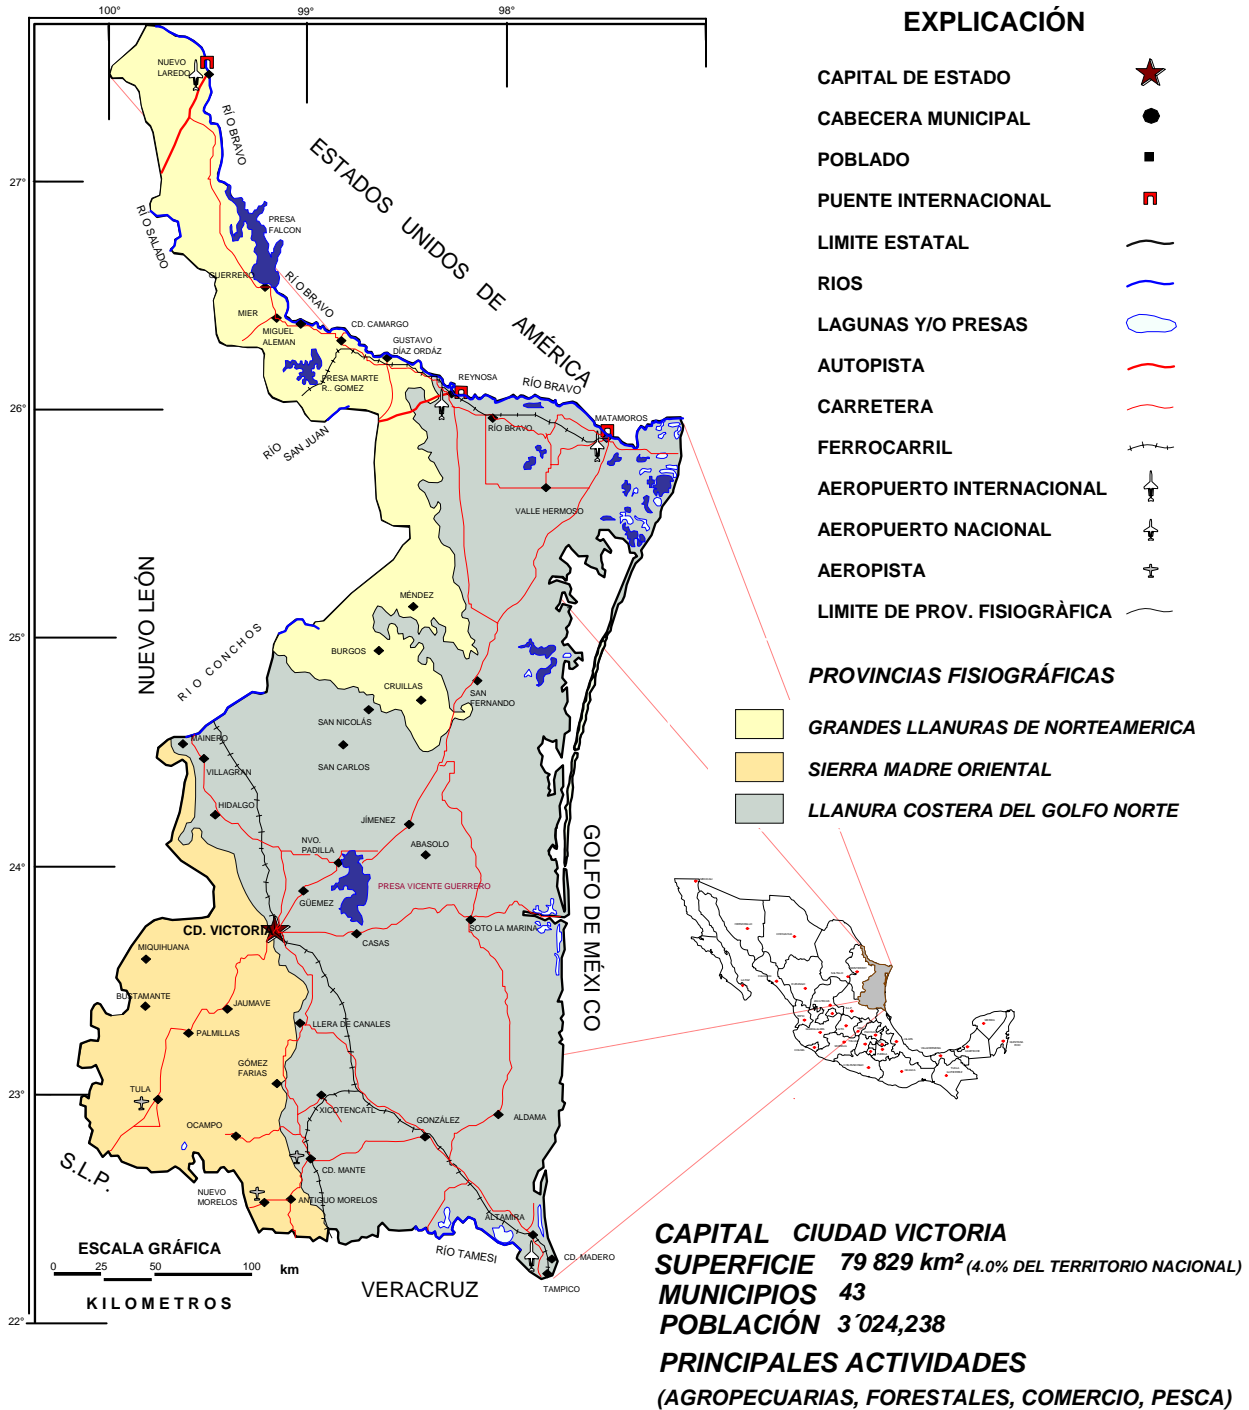 100°
99°
98°
27°
26°
25°
24°
23°
22°
NUEVO
LAREDO
RÍO BRAVO
RÍO SALADO
PRESA
FALCON
GUERRERO
RÍO BRAVO
MIER
MIGUEL
ALEMAN
CD. CAMARGO
GUSTAVO
DÍAZ ORDÁZ
PRESA MARTE
R.. GOMEZ
REYNOSA
RÍO BRAVO
RÍO
SAN JUAN
RÍO BRAVO
MATAMOROS
VALLE HERMOSO
ESTADOS UNIDOS DE AMÉRICA
NUEVO LEÓN
RIO CONCHOS
MÉNDEZ
BURGOS
CRUILLAS
SAN
FERNANDO
SAN NICOLÁS
SAN CARLOS
MAINERO
VILLAGRAN
HIDALGO
JÍMENEZ
NVO.
PADILLA
ABASOLO
PRESA VICENTE GUERRERO
GÜEMEZ
CD. VICTORIA
CASAS
SOTO LA MARINA
GOLFO DE MÉXICO
MIQUIHUANA
BUSTAMANTE
JAUMAVE
PALMILLAS
LLERA DE CANALES
GÓMEZ
FARIAS
TULA
XICOTENCATL
OCAMPO
GONZÁLEZ
ALDAMA
CD. MANTE
NUEVO
MORELOS
ANTIGUO MORELOS
ALTAMIRA
CD. MADERO
TAMPICO
RÍO TAMESI
S.L.P.
VERACRUZ
ESCALA GRÁFICA
0 25 50 100 km
KILOMETROS
EXPLICACIÓN
CAPITAL DE ESTADO
CABECERA MUNICIPAL
POBLADO
PUENTE INTERNACIONAL
LIMITE ESTATAL
RIOS
LAGUNAS Y/O PRESAS
AUTOPISTA
CARRETERA
FERROCARRIL
AEROPUERTO INTERNACIONAL
AEROPUERTO NACIONAL
AEROPISTA
LIMITE DE PROV. FISIOGRÀFICA
PROVINCIAS FISIOGRÁFICAS
GRANDES LLANURAS DE NORTEAMERICA
SIERRA MADRE ORIENTAL
LLANURA COSTERA DEL GOLFO NORTE
CAPITAL CIUDAD VICTORIA
SUPERFICIE 79 829 km² (4.0% DEL TERRITORIO NACIONAL)
MUNICIPIOS 43
POBLACIÓN 3´024,238
PRINCIPALES ACTIVIDADES
(AGROPECUARIAS, FORESTALES, COMERCIO, PESCA)